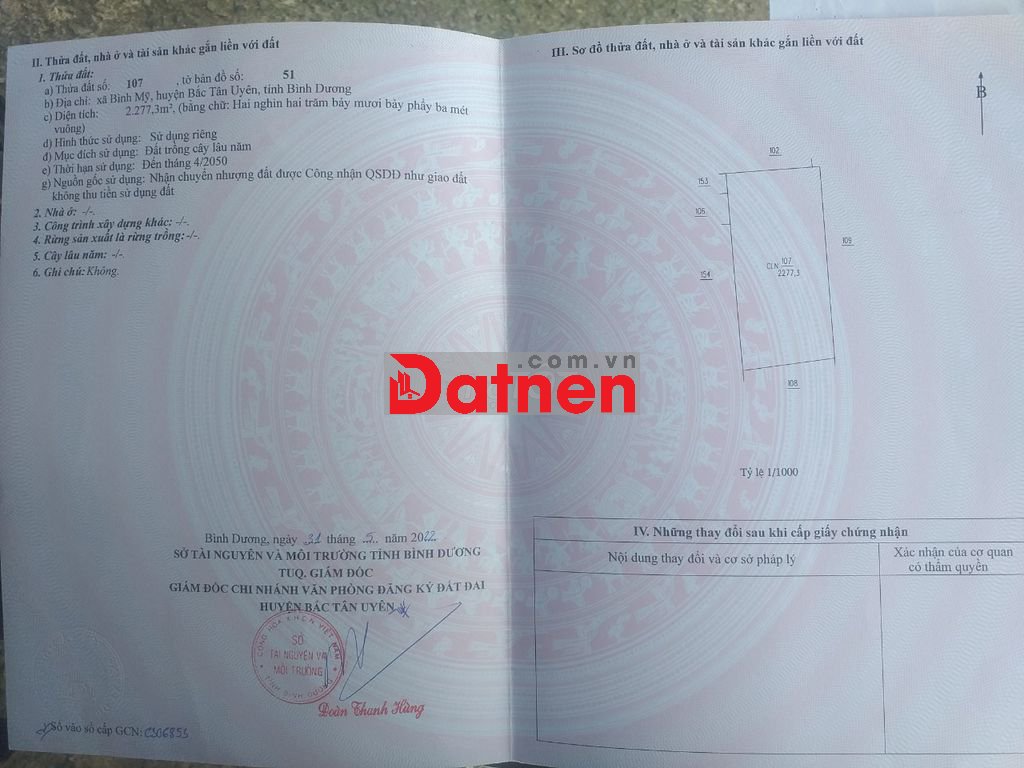 II. Thửa đất, nhà ở và tài sản khác gắn liền với đất
1. Thửa đất:
a) Thửa đất số: 107 , tờ bản đồ số: 51
b) Địa chỉ: xã Bình Mỹ, huyện Bắc Tân Uyên, tỉnh Bình Dương
c) Diện tích: 2.277,3m², (bằng chữ: Hai nghìn hai trăm bảy mươi bảy phẩy ba mét
vuông)
d) Hình thức sử dụng: Sử dụng riêng
đ) Mục đích sử dụng: Đất trồng cây lâu năm
e) Thời hạn sử dụng: Đến tháng 4/2050
g) Nguồn gốc sử dụng: Nhận chuyển nhượng đất được Công nhận QSDĐ như giao đất
không thu tiền sử dụng đất
2. Nhà ở: -/-.
3. Công trình xây dựng khác: -/-.
4. Rừng sản xuất là rừng trồng:-/-.
5. Cây lâu năm: -/-.
6. Ghi chú: Không.
Bình Dương, ngày 31 tháng 5 năm 2022
SỞ TÀI NGUYÊN VÀ MÔI TRƯỜNG TỈNH BÌNH DƯƠNG
TUQ. GIÁM ĐỐC
GIÁM ĐỐC CHI NHÁNH VĂN PHÒNG ĐĂNG KÝ ĐẤT ĐAI
HUYỆN BẮC TÂN UYÊN
CỘNG HÒA X.H.C.N VIỆT NAM
SỞ
TÀI NGUYÊN VÀ
MÔI TRƯỜNG
TỈNH BÌNH DƯƠNG
Đoàn Thanh Hùng
Số vào sổ cấp GCN: CS06853
III. Sơ đồ thửa đất, nhà ở và tài sản khác gắn liền với đất
B
102
153
105
109
154
CLN 107
2277,3
108
Tỷ lệ 1/1000
IV. Những thay đổi sau khi cấp giấy chứng nhận
Nội dung thay đổi và cơ sở pháp lý
Xác nhận của cơ quan
có thẩm quyền
.com.vn
Datnen